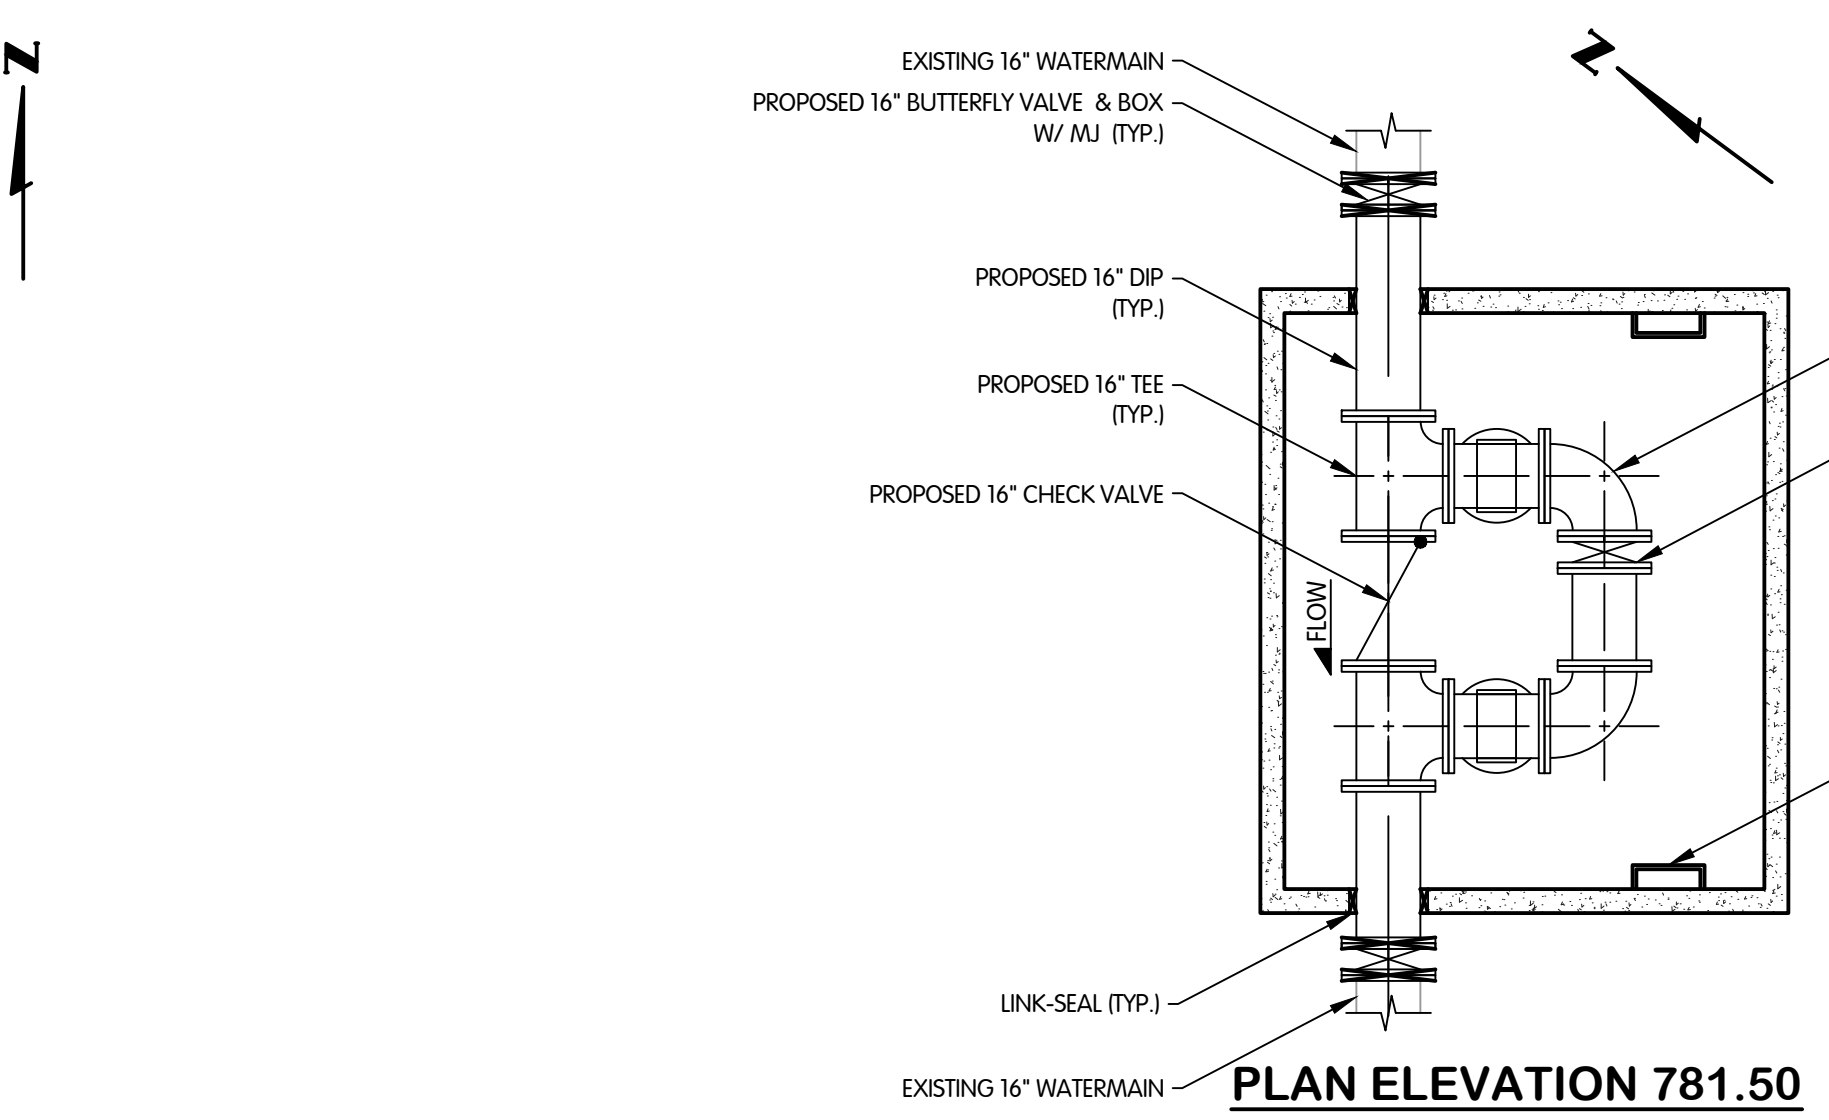 N
N
EXISTING 16" WATERMAIN
PROPOSED 16" BUTTERFLY VALVE & BOX
W/ MJ (TYP.)
PROPOSED 16" DIP
(TYP.)
PROPOSED 16" TEE
(TYP.)
PROPOSED 16" CHECK VALVE
FLOW
LINK-SEAL (TYP.)
EXISTING 16" WATERMAIN
PLAN ELEVATION 781.50